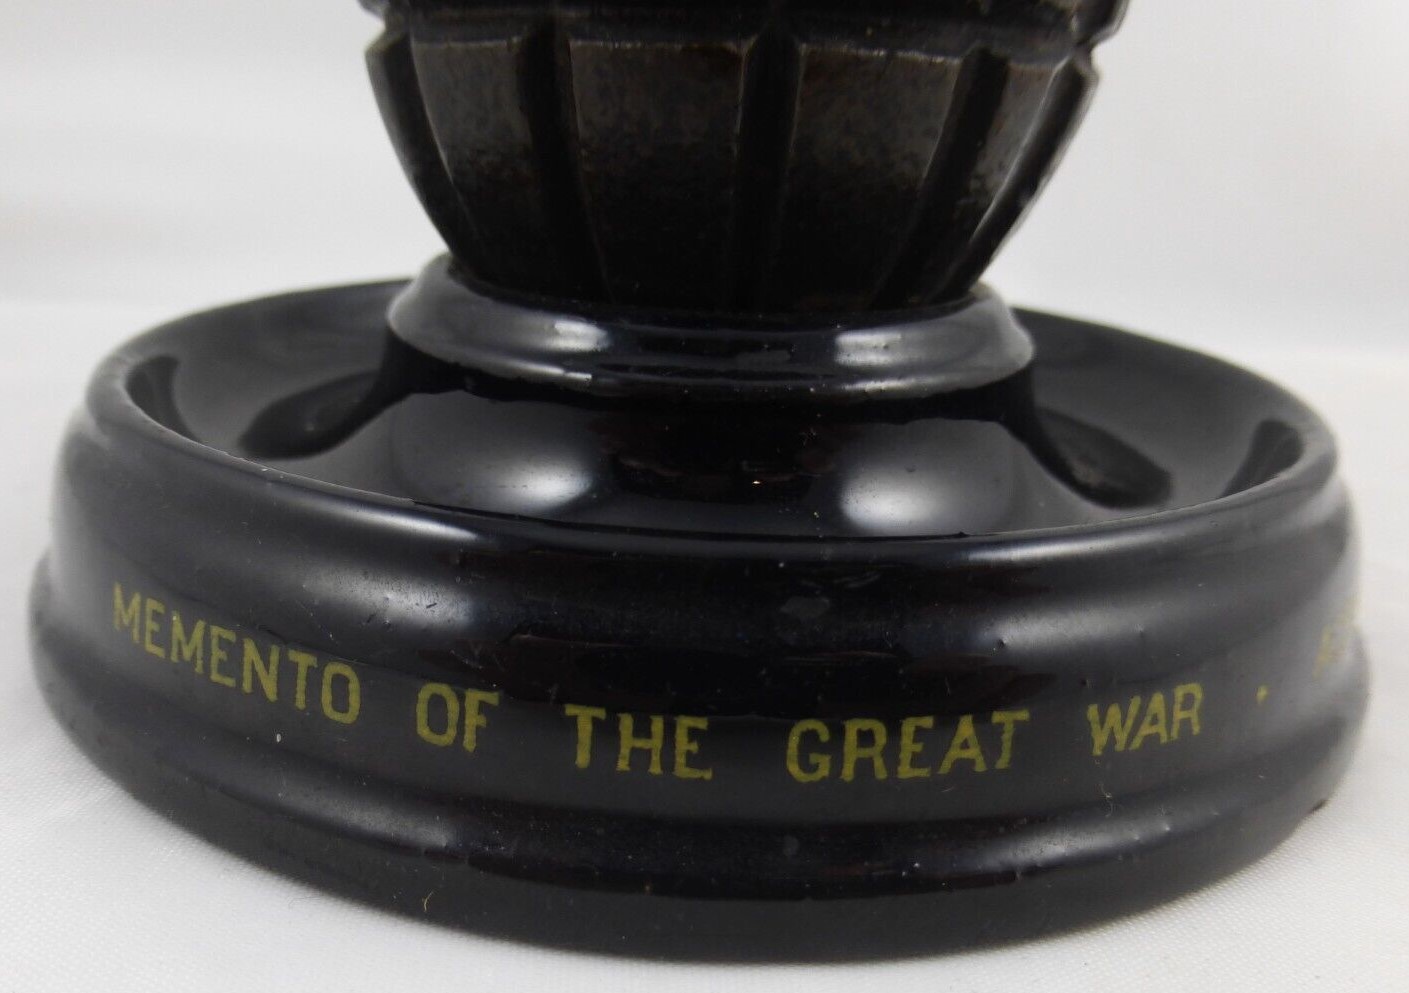 MEMENTO OF THE GREAT WAR ·